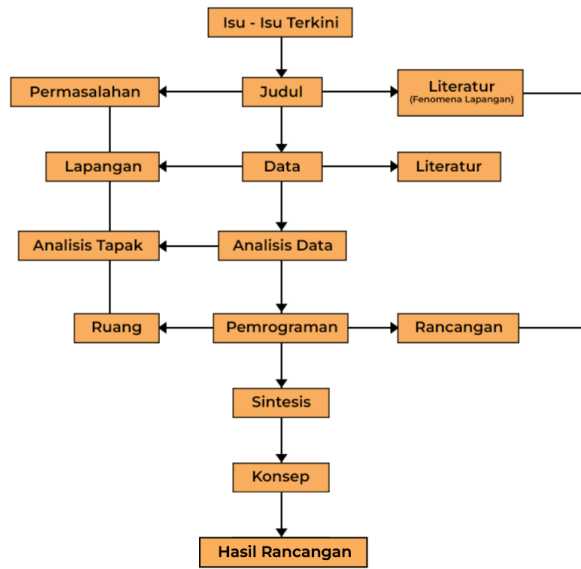 Isu - Isu Terkini
Permasalahan
Judul
Literatur
(Fenomena Lapangan)
Lapangan
Data
Literatur
Analisis Tapak
Analisis Data
Ruang
Pemrograman
Rancangan
Sintesis
Konsep
Hasil Rancangan